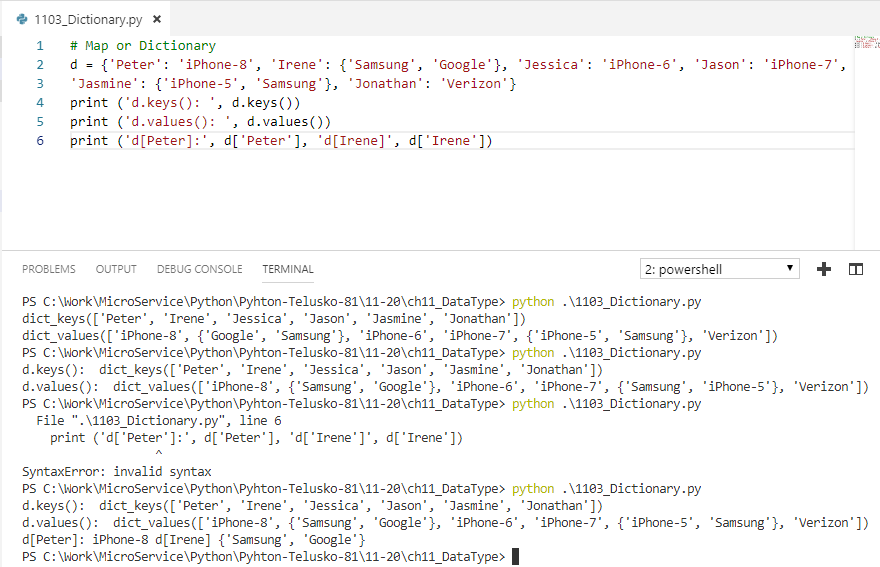 1103_Dictionary.py ×
1 # Map or Dictionary
2 d = {'Peter': 'iPhone-8', 'Irene': {'Samsung', 'Google'}, 'Jessica': 'iPhone-6', 'Jason': 'iPhone-7',
3 'Jasmine': {'iPhone-5', 'Samsung'}, 'Jonathan': 'Verizon'}
4 print ('d.keys(): ', d.keys())
5 print ('d.values(): ', d.values())
6 print ('d[Peter]:', d['Peter'], 'd[Irene]', d['Irene'])
PROBLEMS OUTPUT DEBUG CONSOLE TERMINAL 2: powershell
PS C:\Work\MicroService\Python\Pyhton-Telusko-81\11-20\ch11_DataType> python .\1103_Dictionary.py
dict_keys(['Peter', 'Irene', 'Jessica', 'Jason', 'Jasmine', 'Jonathan'])
dict_values(['iPhone-8', {'Google', 'Samsung'}, 'iPhone-6', 'iPhone-7', {'iPhone-5', 'Samsung'}, 'Verizon'])
PS C:\Work\MicroService\Python\Pyhton-Telusko-81\11-20\ch11_DataType> python .\1103_Dictionary.py
d.keys():  dict_keys(['Peter', 'Irene', 'Jessica', 'Jason', 'Jasmine', 'Jonathan'])
d.values():  dict_values(['iPhone-8', {'Samsung', 'Google'}, 'iPhone-6', 'iPhone-7', {'Samsung', 'iPhone-5'}, 'Verizon'])
PS C:\Work\MicroService\Python\Pyhton-Telusko-81\11-20\ch11_DataType> python .\1103_Dictionary.py
  File ".\1103_Dictionary.py", line 6
    print ('d['Peter']:', d['Peter'], 'd['Irene']', d['Irene'])
                  ^
SyntaxError: invalid syntax
PS C:\Work\MicroService\Python\Pyhton-Telusko-81\11-20\ch11_DataType> python .\1103_Dictionary.py
d.keys():  dict_keys(['Peter', 'Irene', 'Jessica', 'Jason', 'Jasmine', 'Jonathan'])
d.values():  dict_values(['iPhone-8', {'Samsung', 'Google'}, 'iPhone-6', 'iPhone-7', {'iPhone-5', 'Samsung'}, 'Verizon'])
d[Peter]: iPhone-8 d[Irene] {'Samsung', 'Google'}
PS C:\Work\MicroService\Python\Pyhton-Telusko-81\11-20\ch11_DataType>